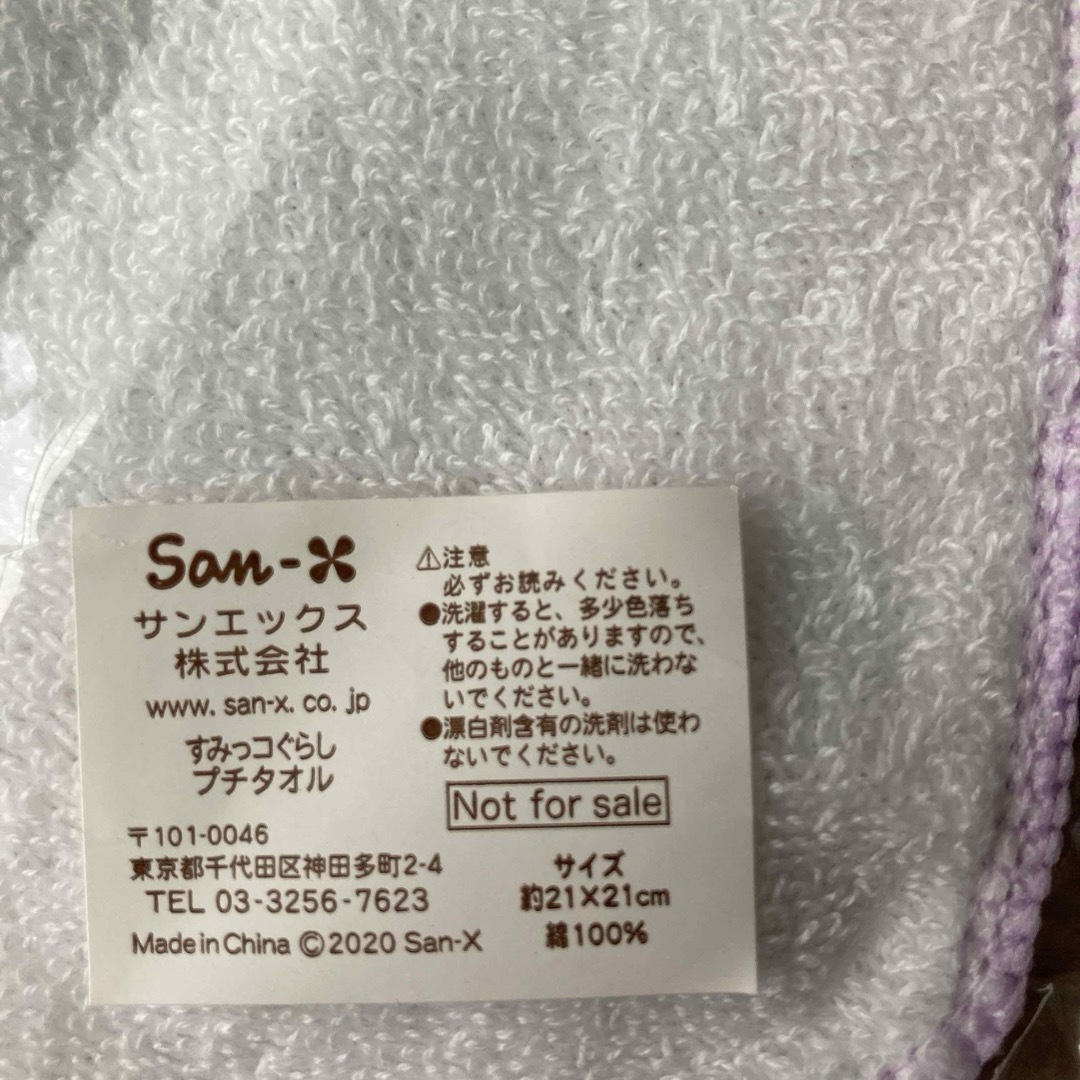 San-X
サンエックス
株式会社
www.san-x.co.jp
すみっコぐらし
プチタオル
〒101-0046
東京都千代田区神田多町2-4
TEL 03-3256-7623
Made in China ©2020 San-X
⚠注意
必ずお読みください。
●洗濯すると、多少色落ち
することがありますので、
他のものと一緒に洗わな
いでください。
●漂白剤含有の洗剤は使わ
ないでください。
Not for sale
サイズ
約21×21cm
綿100%